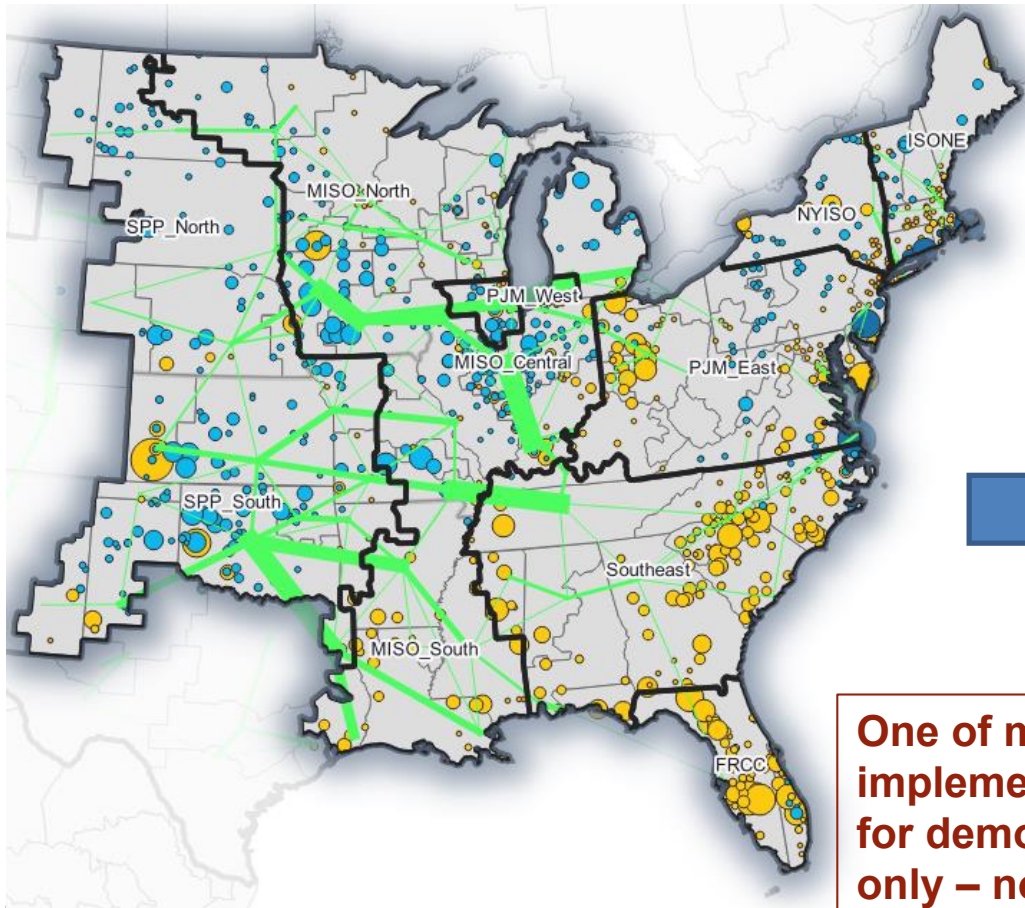 ISONE
MISO_North
NYISO
SPP_North
PJM_West
MISO_Central
PJM_East
SPP_South
Southeast
MISO_South
FRCC
One of
impleme
for demo
only – n